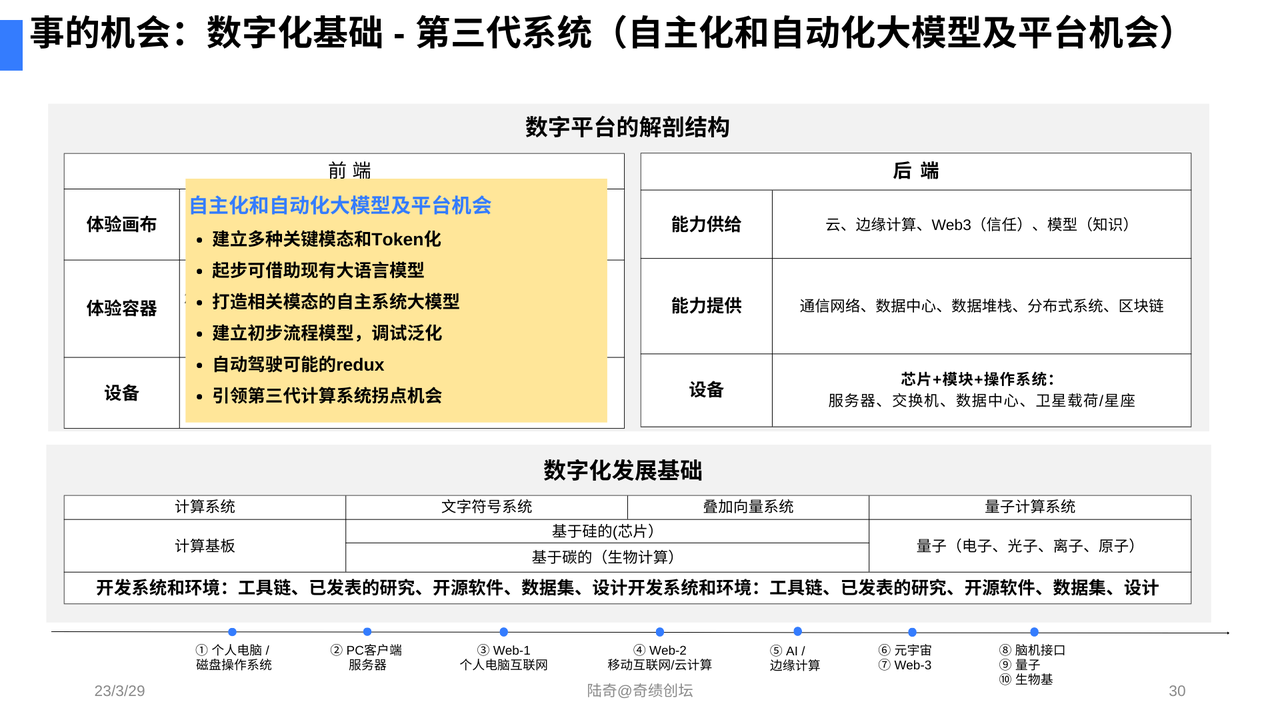 事的机会：数字化基础 - 第三代系统（自主化和自动化大模型及平台机会）
数字平台的解剖结构
前 端
自主化和自动化大模型及平台机会
体验画布
建立多种关键模态和Token化
起步可借助现有大语言模型
体验容器
打造相关模态的自主系统大模型
建立初步流程模型，调试泛化
自动驾驶可能的redux
设备
引领第三代计算系统拐点机会
后 端
能力供给
云、边缘计算、Web3（信任）、模型（知识）
能力提供
通信网络、数据中心、数据堆栈、分布式系统、区块链
设备
芯片+模块+操作系统：
服务器、交换机、数据中心、卫星载荷/星座
数字化发展基础
计算系统
文字符号系统
叠加向量系统
量子计算系统
计算基板
基于硅的(芯片）
基于碳的（生物计算）
量子（电子、光子、离子、原子）
开发系统和环境：工具链、已发表的研究、开源软件、数据集、设计开发系统和环境：工具链、已发表的研究、开源软件、数据集、设计
① 个人电脑 /
磁盘操作系统
② PC客户端
服务器
③ Web-1
个人电脑互联网
④ Web-2
移动互联网/云计算
⑤ AI /
边缘计算
⑥ 元宇宙
⑦ Web-3
⑧ 脑机接口
⑨ 量子
⑩ 生物基
23/3/29
陆奇@奇绩创坛
30